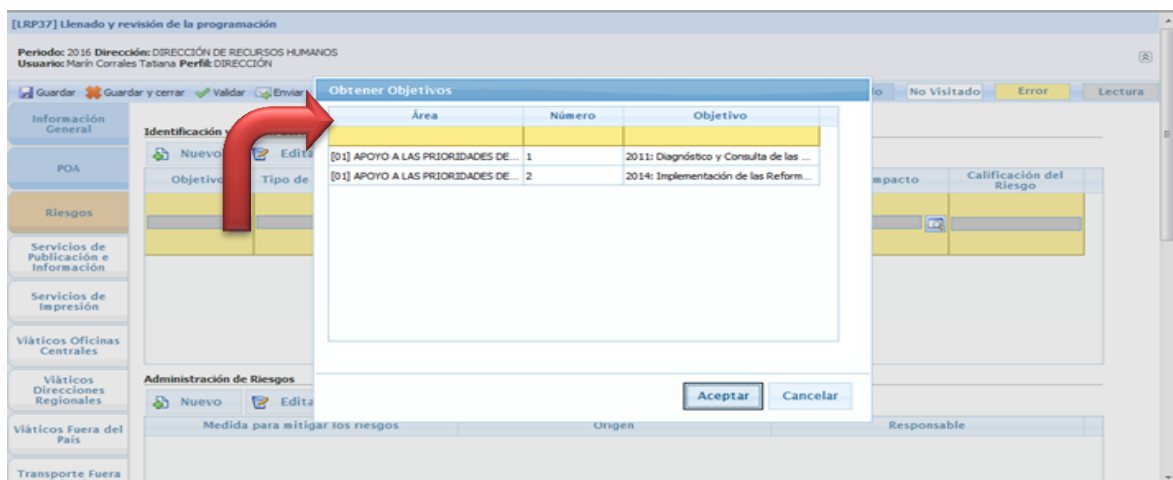 [LRP37] Llenado y revisión de la programación
Periodo: 2016 Dirección: DIRECCIÓN DE RECURSOS HUMANOS
Usuario: Marín Corrales Tatiana Perfil: DIRECCIÓN
Guardar Guardar y cerrar Validar Enviar
No Visitado Error Lectura
Información
General
POA
Riesgos
Servicios de
Publicación e
Información
Servicios de
Impresión
Viáticos Oficinas
Centrales
Viáticos
Direcciones
Regionales
Viáticos Fuera del
País
Transporte Fuera
Identificación
Nuevo
Objetivo Tipo de
Calificación del
Riesgo
Obtener Objetivos
Área Número Objetivo
[01] APOYO A LAS PRIORIDADES DE... 1 2011: Diagnóstico y Consulta de las ...
[01] APOYO A LAS PRIORIDADES DE... 2 2014: Implementación de las Reform...
Aceptar Cancelar
Administración de Riesgos
Nuevo
Medida para mitigar los riesgos Origen Responsable